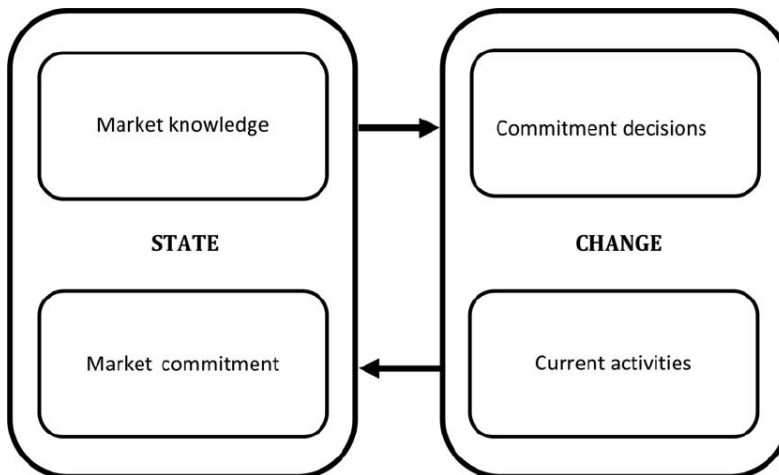 Market knowledge
Commitment decisions
STATE
CHANGE
Market commitment
Current activities